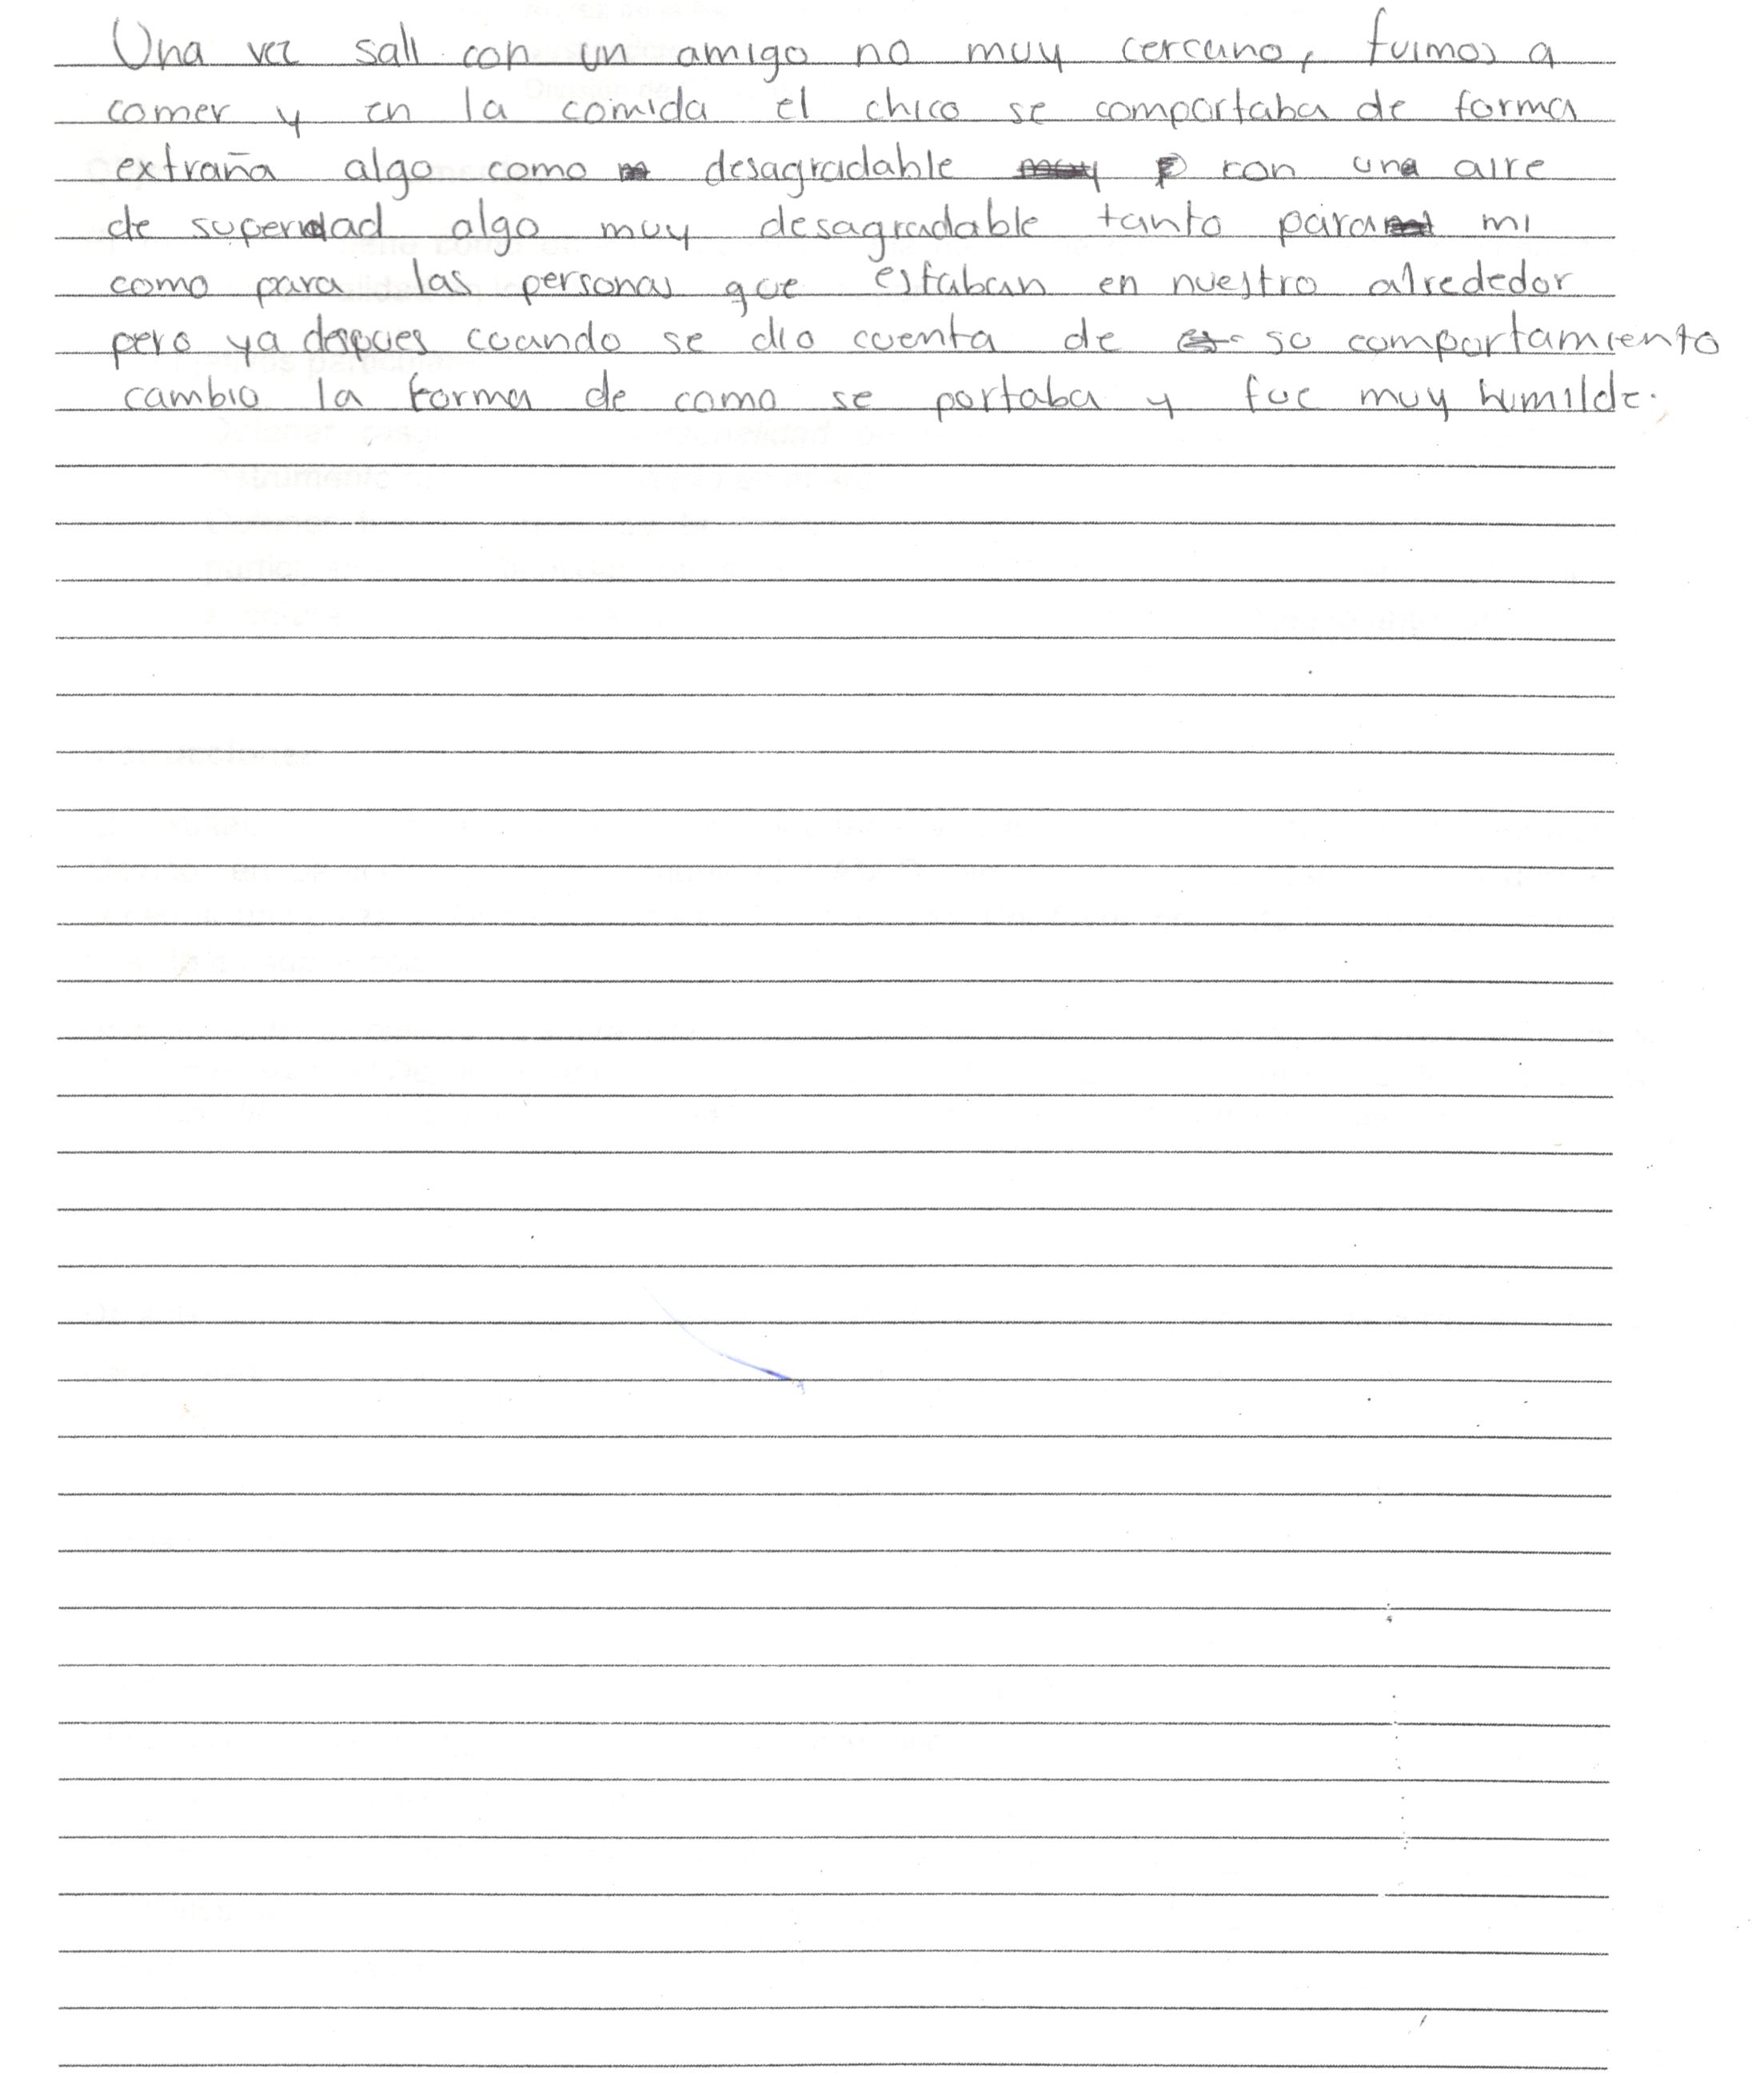 Una vez sali con un amigo no muy cercano, fuimos a
comer y en la comida el chico se comportaba de forma
extraña algo como desagradable con una aire
de superidad algo muy desagradable tanto para mi
como para las personas que estaban en nuestro alrededor
pero ya despues cuando se dio cuenta de su comportamiento
cambio la forma de como se portaba y fue muy humilde.